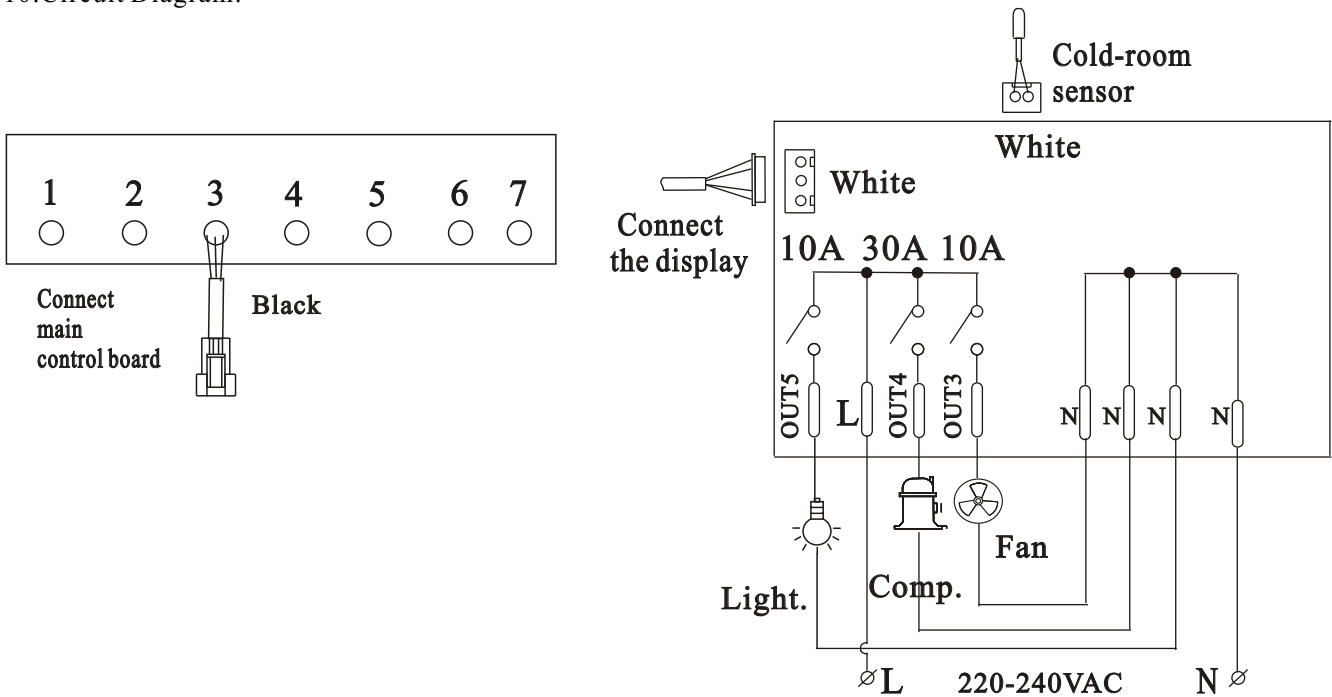 10.Circuit Diagram:
1 2 3 4 5 6 7
Connect
main
control board
Black
Cold-room
sensor
White
White
Connect
the display
10A 30A 10A
OUT5
L
OUT4
OUT3
N N N N
Light.
Comp.
Fan
L 220-240VAC N